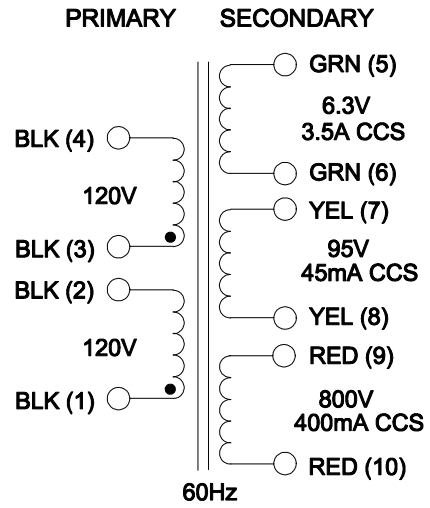 PRIMARY
BLK (4)
120V
BLK (3)
BLK (2)
120V
BLK (1)
SECONDARY
GRN (5)
6.3V
3.5A CCS
GRN (6)
YEL (7)
95V
45mA CCS
YEL (8)
RED (9)
800V
400mA CCS
RED (10)
60Hz